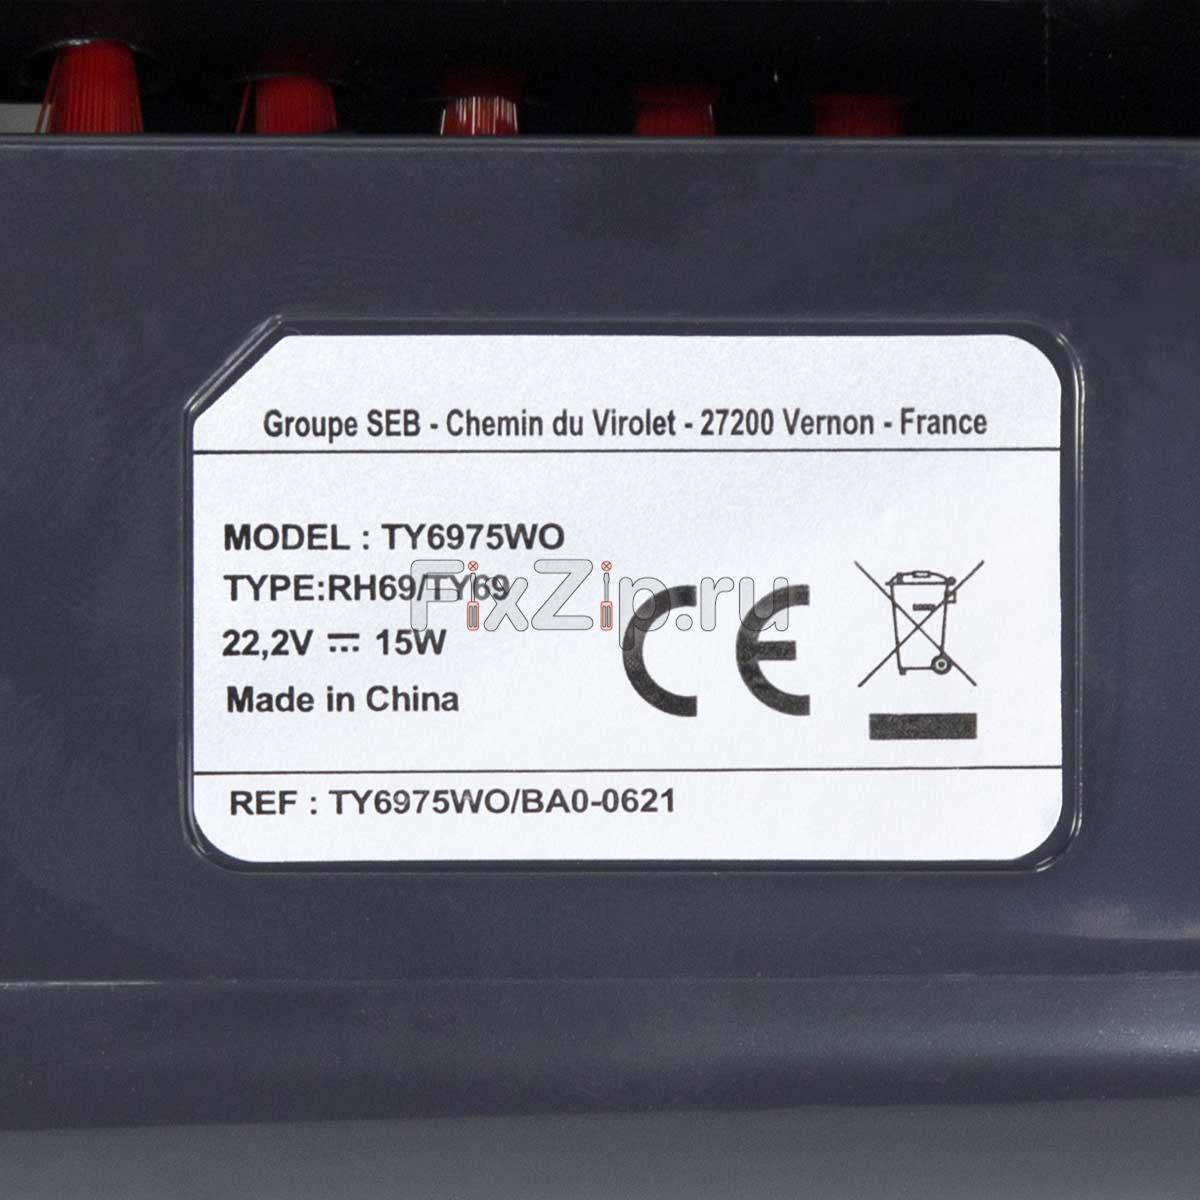 Groupe SEB - Chemin du Virolet - 27200 Vernon - France
MODEL : TY6975WO
TYPE:RH69/TY69
22,2V ⎓ 15W
Made in China
CE
FixZip.ru
REF : TY6975WO/BA0-0621